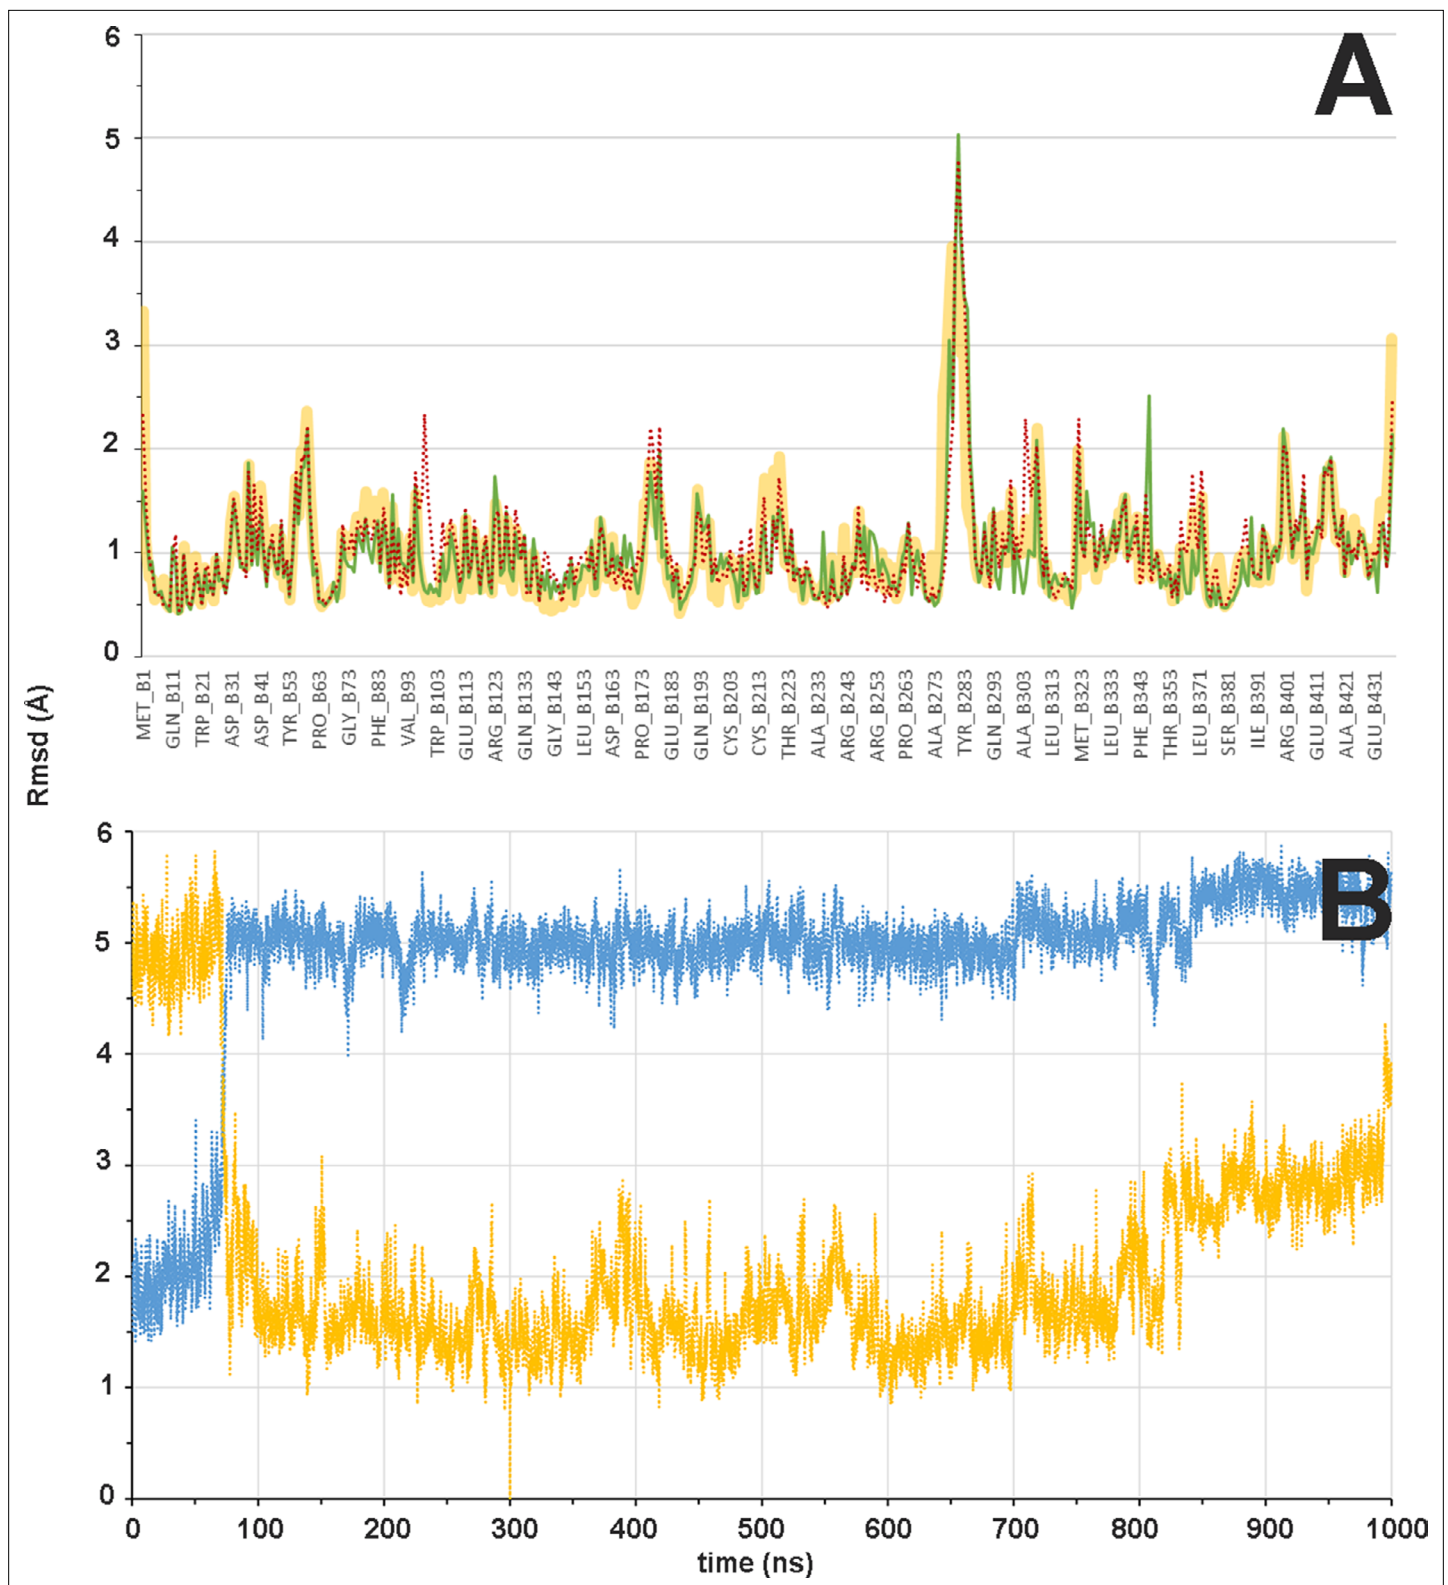 A
6
5
4
3
2
1
0
MET_B1
GLN_B11
TRP_B21
ASP_B31
ASP_B41
TYR_B53
PRO_B63
GLY_B73
PHE_B83
VAL_B93
TRP_B103
GLU_B113
ARG_B123
GLN_B133
GLY_B143
LEU_B153
ASP_B163
PRO_B173
GLU_B183
GLN_B193
CYS_B203
CYS_B213
THR_B223
ALA_B233
ARG_B243
ARG_B253
PRO_B263
ALA_B273
TYR_B283
GLN_B293
ALA_B303
LEU_B313
MET_B323
LEU_B333
PHE_B343
THR_B353
LEU_B371
SER_B381
ILE_B391
ARG_B401
GLU_B411
ALA_B421
GLU_B431
Rmsd (Å)
B
6
5
4
3
2
1
0
0 100 200 300 400 500 600 700 800 900 1000
time (ns)